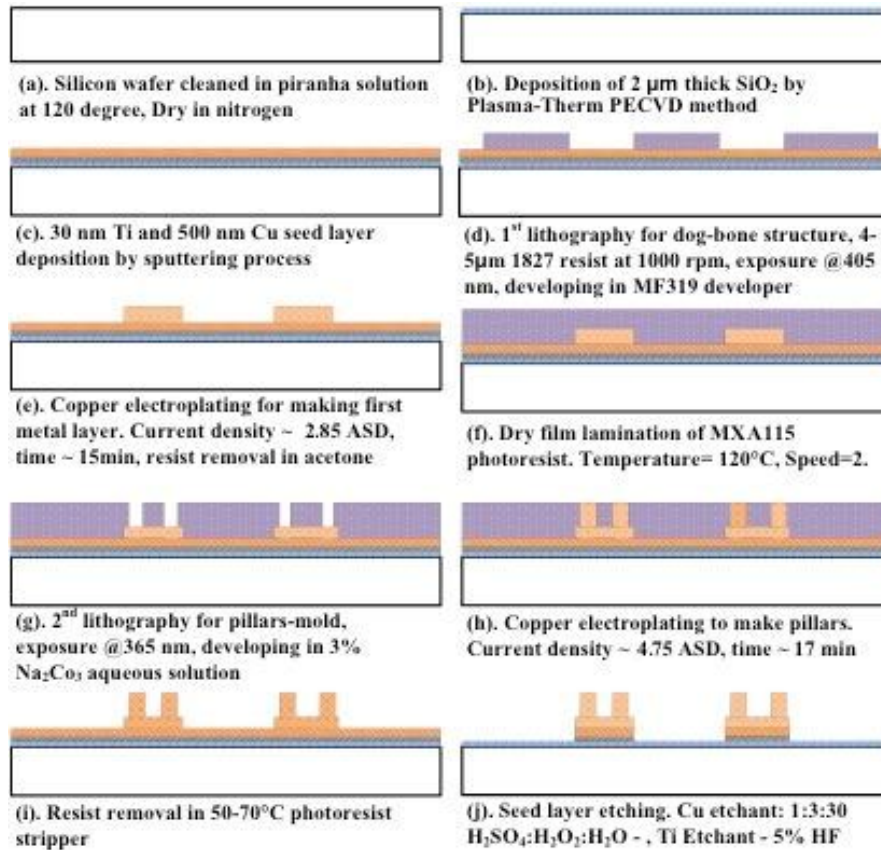 (a). Silicon wafer cleaned in piranha solution
at 120 degree, Dry in nitrogen
(b). Deposition of 2 μm thick SiO₂ by
Plasma-Therm PECVD method
(c). 30 nm Ti and 500 nm Cu seed layer
deposition by sputtering process
(d). 1st lithography for dog-bone structure, 4-
5μm 1827 resist at 1000 rpm, exposure @405
nm, developing in MF319 developer
(e). Copper electroplating for making first
metal layer. Current density ~ 2.85 ASD,
time ~ 15min, resist removal in acetone
(f). Dry film lamination of MXA115
photoresist. Temperature= 120°C, Speed=2.
(g). 2nd lithography for pillars-mold,
exposure @365 nm, developing in 3%
Na₂Co₃ aqueous solution
(h). Copper electroplating to make pillars.
Current density ~ 4.75 ASD, time ~ 17 min
(i). Resist removal in 50-70°C photoresist
stripper
(j). Seed layer etching. Cu etchant: 1:3:30
H₂SO₄:H₂O₂:H₂O - , Ti Etchant - 5% HF